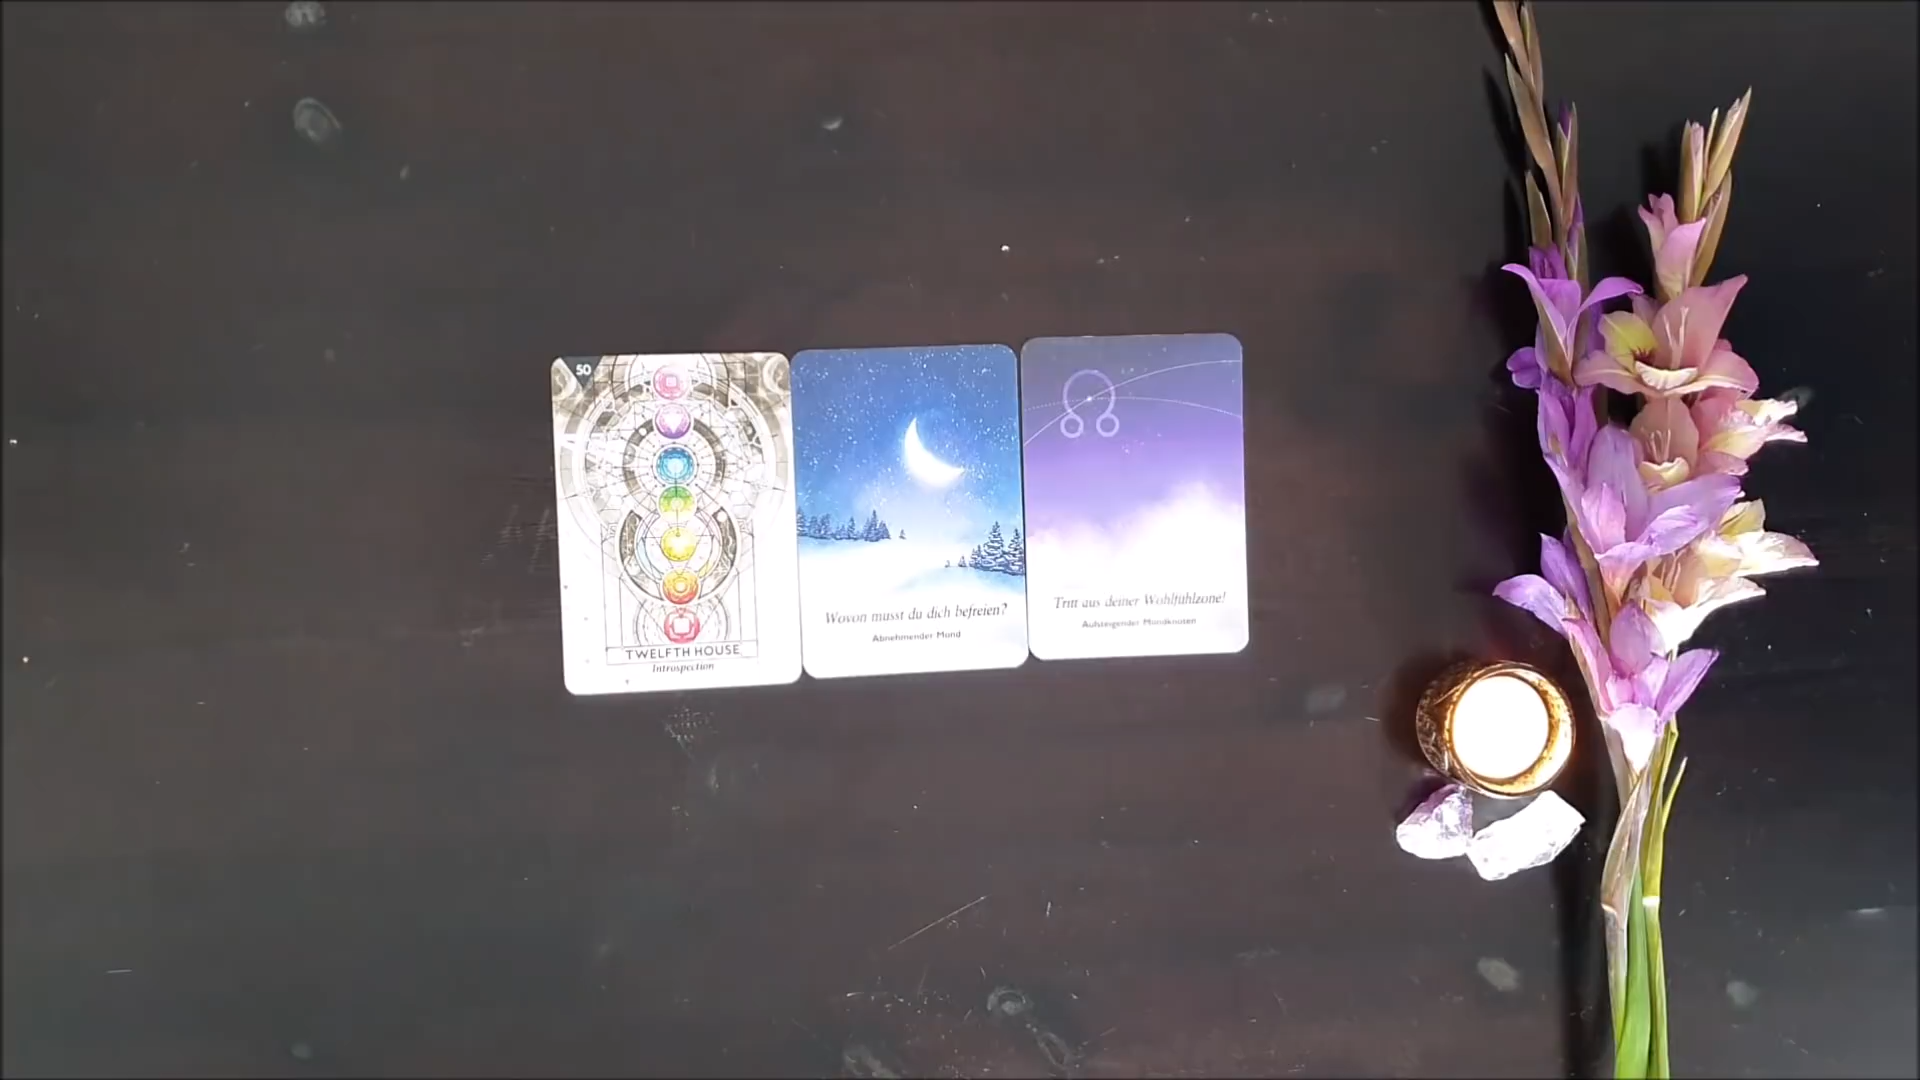 50
TWELFTH HOUSE
Introspection
Wovon musst du dich befreien?
Abnehmender Mond
Tritt aus deiner Wohlfühlzone!
Aufsteigender Mondknoten